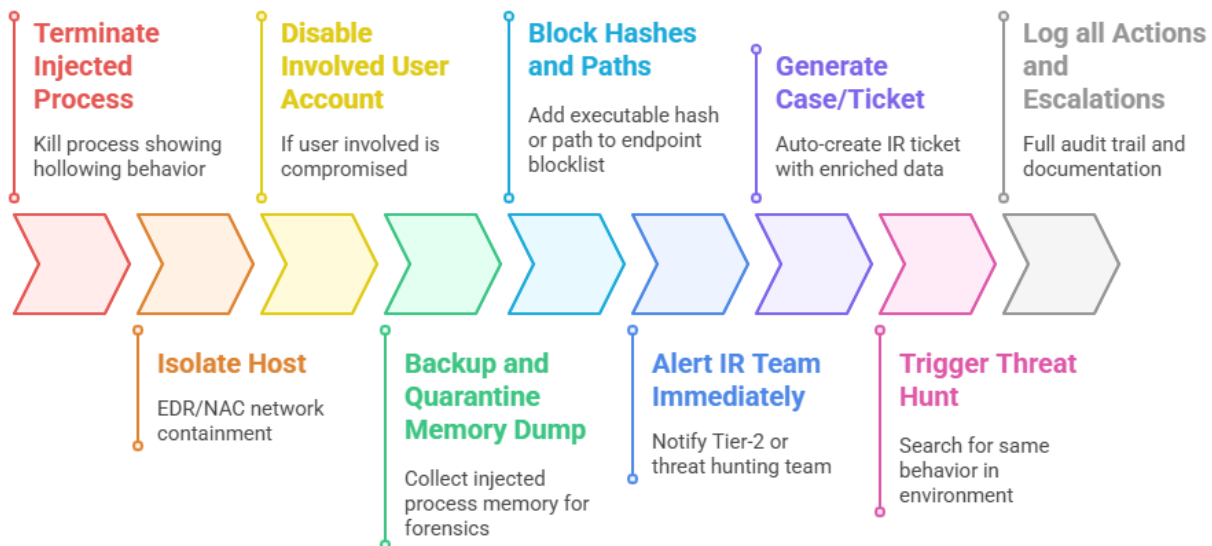 Terminate
Injected
Process
Kill process showing
hollowing behavior
Isolate Host
EDR/NAC network
containment
Disable
Involved User
Account
If user involved is
compromised
Backup and
Quarantine
Memory Dump
Collect injected
process memory for
forensics
Block Hashes
and Paths
Add executable hash
or path to endpoint
blocklist
Alert IR Team
Immediately
Notify Tier-2 or
threat hunting team
Generate
Case/Ticket
Auto-create IR ticket
with enriched data
Trigger Threat
Hunt
Search for same
behavior in
environment
Log all Actions
and
Escalations
Full audit trail and
documentation